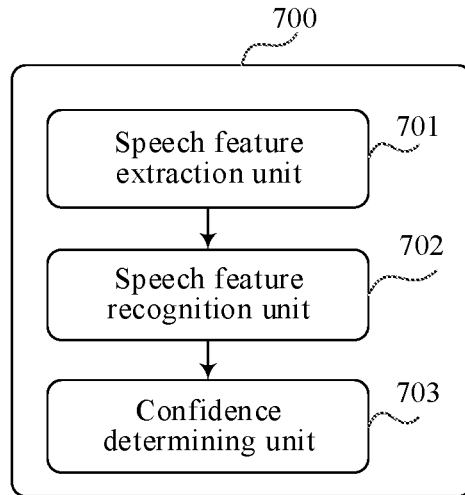 700
Speech feature
extraction unit
701
Speech feature
recognition unit
702
Confidence
determining unit
703